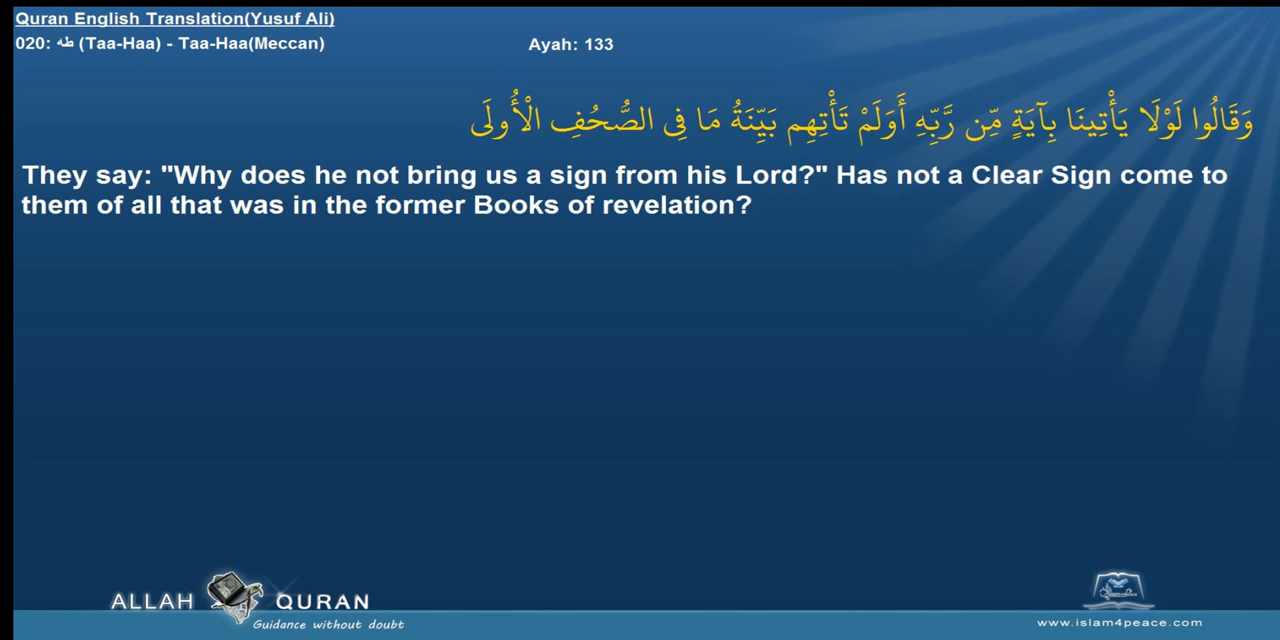 Quran English Translation(Yusuf Ali)
020: طه (Taa-Haa) - Taa-Haa(Meccan)
Ayah: 133
وَقَالُوا لَوْلَا يَأْتِينَا بِآيَةٍ مِّن رَّبِّهِ أَوَلَمْ تَأْتِهِم بَيِّنَةُ مَا فِي الصُّحُفِ الْأُولَى
They say: "Why does he not bring us a sign from his Lord?" Has not a Clear Sign come to
them of all that was in the former Books of revelation?
ALLAH QURAN
Guidance without doubt
www.islam4peace.com